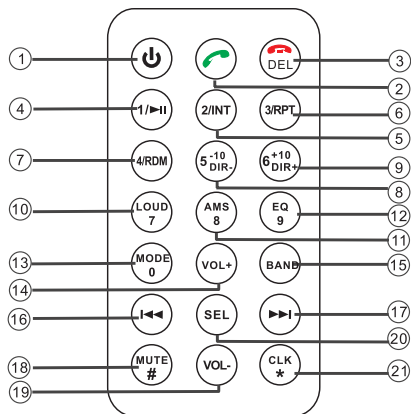 1
3
DEL
2
4
1/
2/INT
3/RPT
6
5
7
4/RDM
5 -10 DIR-
6 +10 DIR+
9
8
10
LOUD 7
AMS 8
EQ 9
12
11
13
MODE 0
VOL+
BAND
15
14
16
SEL
17
20
18
MUTE #
VOL-
CLK *
21
19